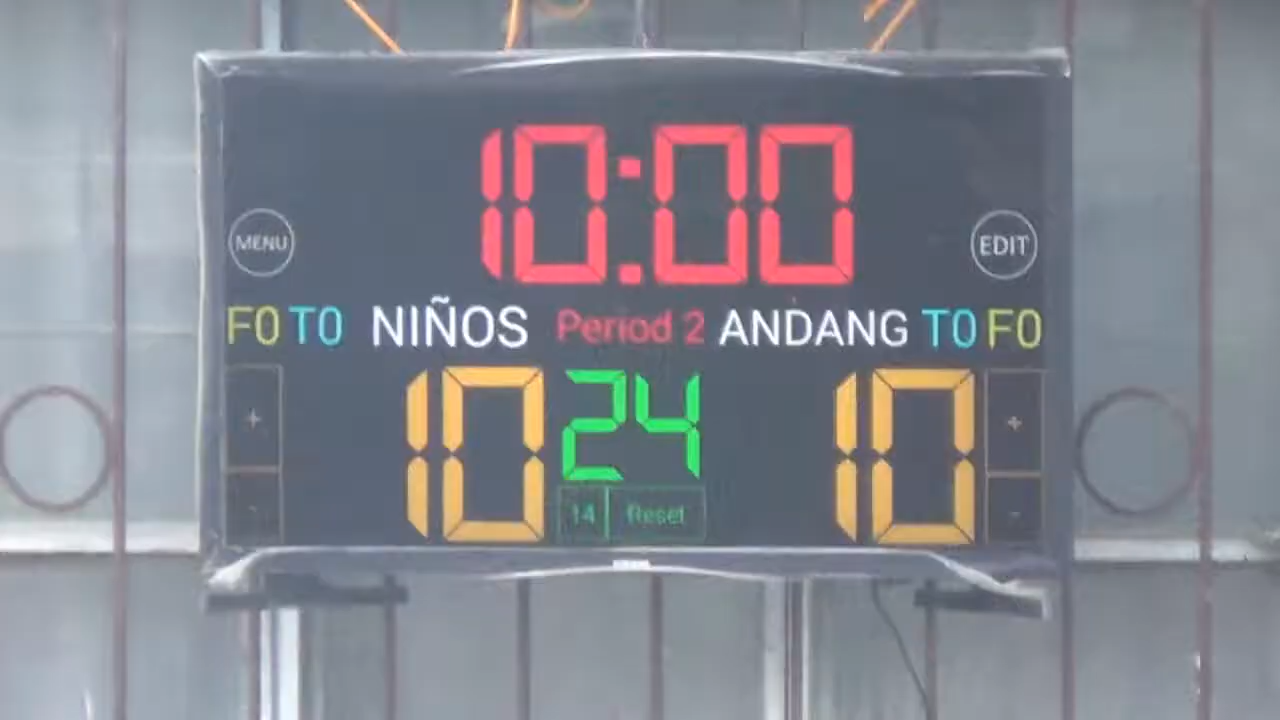 10:00
MENU
EDIT
F0 T0 NIÑOS Period 2 ANDANG T0 F0
+ 10 24 10 +
- 14 Reset -